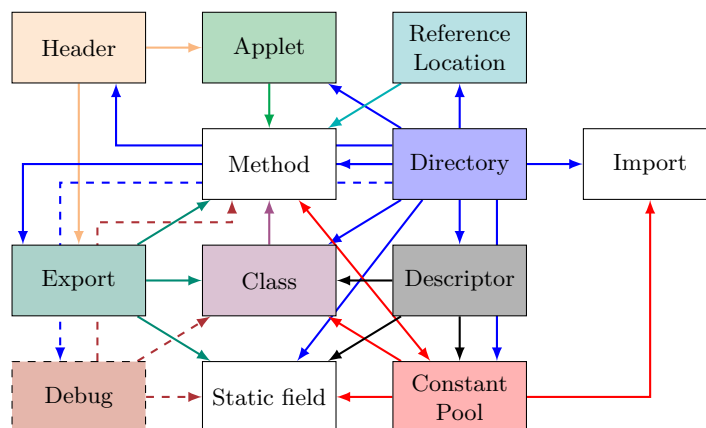 Header
Applet
Reference
Location
Method
Directory
Import
Export
Class
Descriptor
Debug
Static field
Constant
Pool